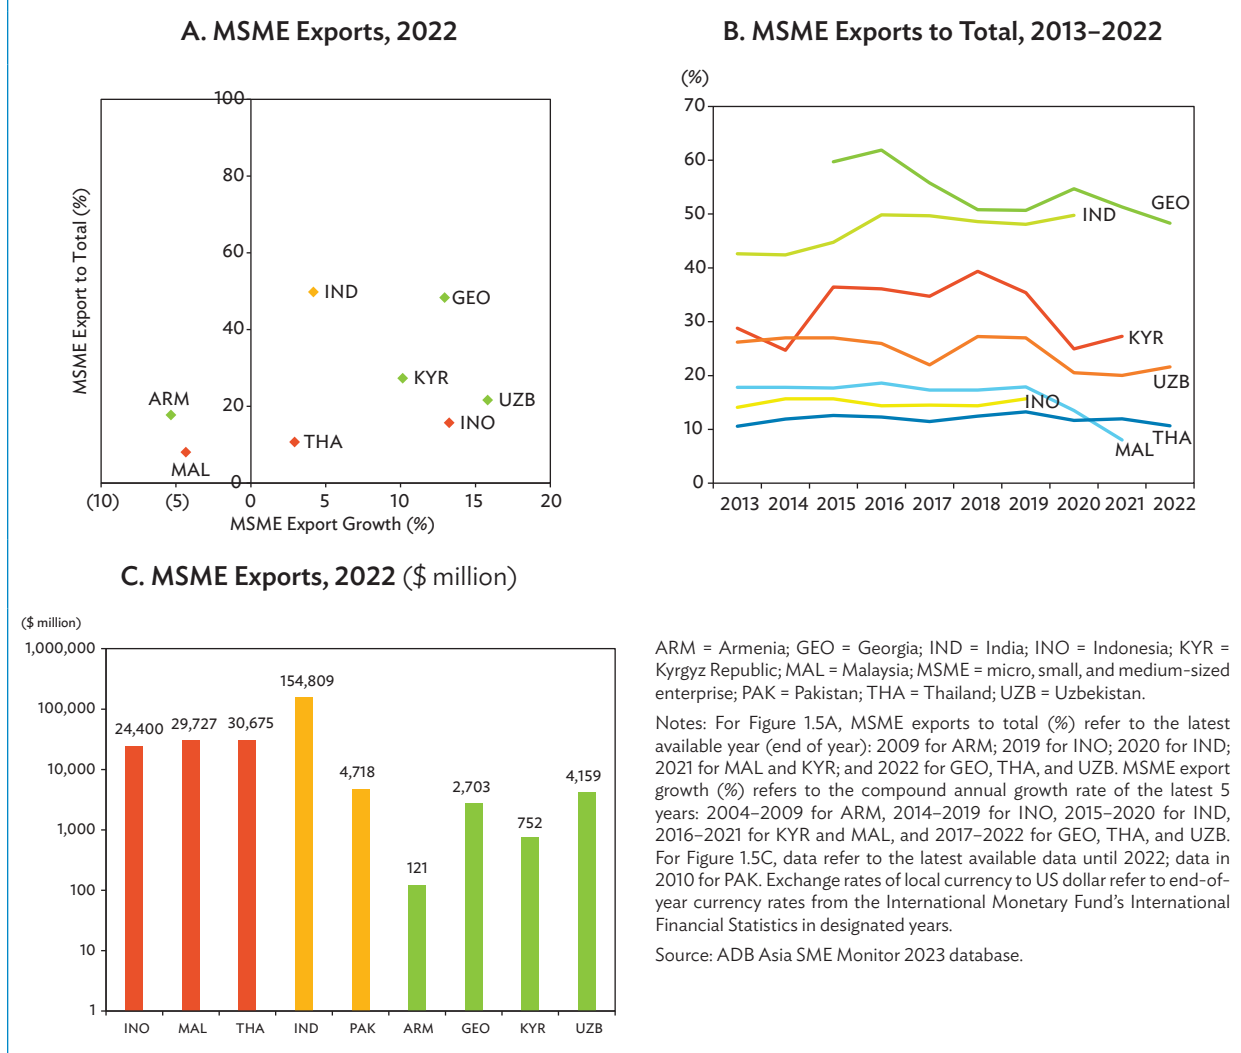 A. MSME Exports, 2022
MSME Export to Total (%)
100
80
60
40
20
0
IND
GEO
KYR
ARM
UZB
INO
THA
MAL
(10) (5) 0 5 10 15 20
MSME Export Growth (%)
B. MSME Exports to Total, 2013–2022
(%)
70
60
50
40
30
20
10
0
GEO
IND
KYR
UZB
INO
THA
MAL
2013 2014 2015 2016 2017 2018 2019 2020 2021 2022
C. MSME Exports, 2022 ($ million)
($ million)
1,000,000
100,000
10,000
1,000
100
10
1
24,400 29,727 30,675 154,809 4,718 121 2,703 752 4,159
INO MAL THA IND PAK ARM GEO KYR UZB
ARM = Armenia; GEO = Georgia; IND = India; INO = Indonesia; KYR =
Kyrgyz Republic; MAL = Malaysia; MSME = micro, small, and medium-sized
enterprise; PAK = Pakistan; THA = Thailand; UZB = Uzbekistan.
Notes: For Figure 1.5A, MSME exports to total (%) refer to the latest
available year (end of year): 2009 for ARM; 2019 for INO; 2020 for IND;
2021 for MAL and KYR; and 2022 for GEO, THA, and UZB. MSME export
growth (%) refers to the compound annual growth rate of the latest 5
years: 2004–2009 for ARM, 2014–2019 for INO, 2015–2020 for IND,
2016–2021 for KYR and MAL, and 2017–2022 for GEO, THA, and UZB.
For Figure 1.5C, data refer to the latest available data until 2022; data in
2010 for PAK. Exchange rates of local currency to US dollar refer to end-of-
year currency rates from the International Monetary Fund's International
Financial Statistics in designated years.
Source: ADB Asia SME Monitor 2023 database.